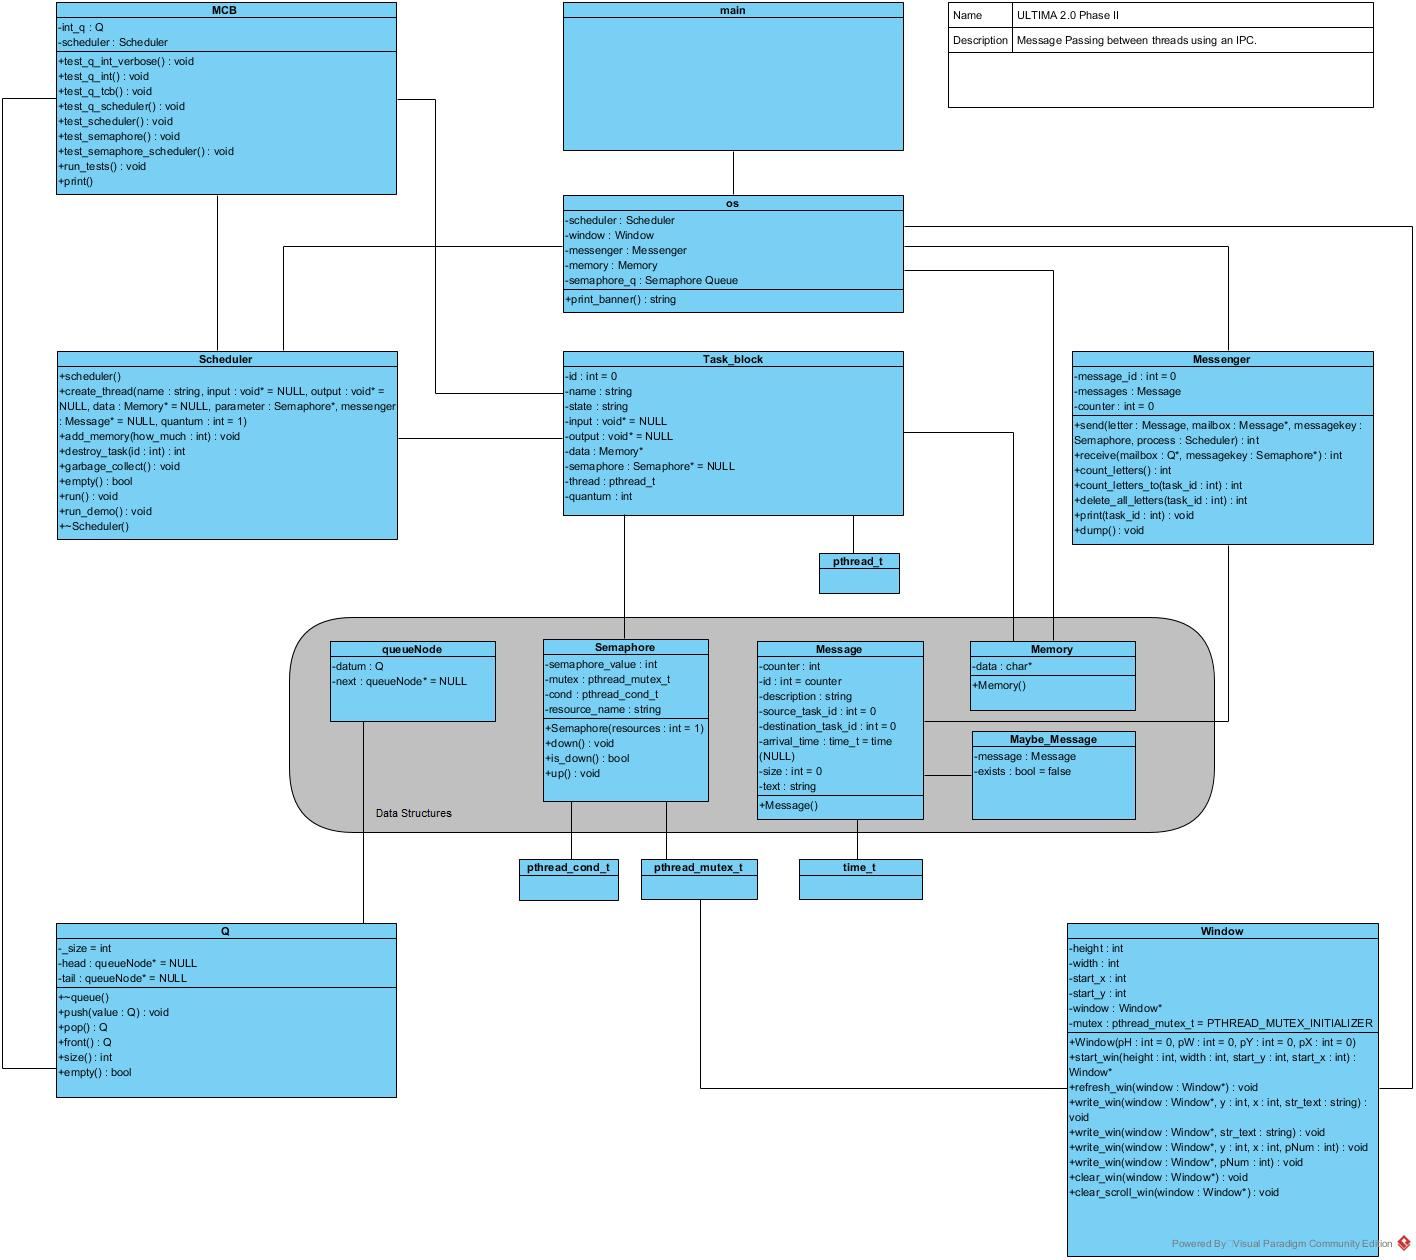 MCB
-int_q : Q
-scheduler : Scheduler
+test_q_int_verbose() : void
+test_q_int() : void
+test_q_tcb() : void
+test_q_scheduler() : void
+test_scheduler() : void
+test_semaphore() : void
+test_semaphore_scheduler() : void
+run_tests() : void
+print()
main
Name
ULTIMA 2.0 Phase II
Description
Message Passing between threads using an IPC.
os
-scheduler : Scheduler
-window : Window
-messenger : Messenger
-memory : Memory
-semaphore_q : Semaphore Queue
+print_banner() : string
Scheduler
+scheduler()
+create_thread(name : string, input : void* = NULL, output : void* =
NULL, data : Memory* = NULL, parameter : Semaphore*, messenger
: Message* = NULL, quantum : int = 1)
+add_memory(how_much : int) : void
+destroy_task(id : int) : int
+garbage_collect() : void
+empty() : bool
+run() : void
+run_demo() : void
+~Scheduler()
Task_block
-id : int = 0
-name : string
-state : string
-input : void* = NULL
-output : void* = NULL
-data : Memory*
-semaphore : Semaphore* = NULL
-thread : pthread_t
-quantum : int
Messenger
-message_id : int = 0
-messages : Message
-counter : int = 0
+send(letter : Message, mailbox : Message*, messagekey :
Semaphore, process : Scheduler) : int
+receive(mailbox : Q*, messagekey : Semaphore*) : int
+count_letters() : int
+count_letters_to(task_id : int) : int
+delete_all_letters(task_id : int) : int
+print(task_id : int) : void
+dump() : void
pthread_t
queueNode
-datum : Q
-next : queueNode* = NULL
Semaphore
-semaphore_value : int
-mutex : pthread_mutex_t
-cond : pthread_cond_t
-resource_name : string
+Semaphore(resources : int = 1)
+down() : void
+is_down() : bool
+up() : void
Message
-counter : int
-id : int = counter
-description : string
-source_task_id : int = 0
-destination_task_id : int = 0
-arrival_time : time_t = time
(NULL)
-size : int = 0
-text : string
+Message()
Memory
-data : char*
+Memory()
Maybe_Message
-message : Message
-exists : bool = false
Data Structures
pthread_cond_t
pthread_mutex_t
time_t
Q
-_size = int
-head : queueNode* = NULL
-tail : queueNode* = NULL
+~queue()
+push(value : Q) : void
+pop() : Q
+front() : Q
+size() : int
+empty() : bool
Window
-height : int
-width : int
-start_x : int
-start_y : int
-window : Window*
-mutex : pthread_mutex_t = PTHREAD_MUTEX_INITIALIZER
+Window(pH : int = 0, pW : int = 0, pY : int = 0, pX : int = 0)
+start_win(height : int, width : int, start_y : int, start_x : int) :
Window*
+refresh_win(window : Window*) : void
+write_win(window : Window*, y : int, x : int, str_text : string) :
void
+write_win(window : Window*, str_text : string) : void
+write_win(window : Window*, y : int, x : int, pNum : int) : void
+write_win(window : Window*, pNum : int) : void
+clear_win(window : Window*) : void
+clear_scroll_win(window : Window*) : void
Powered By Visual Paradigm Community Edition